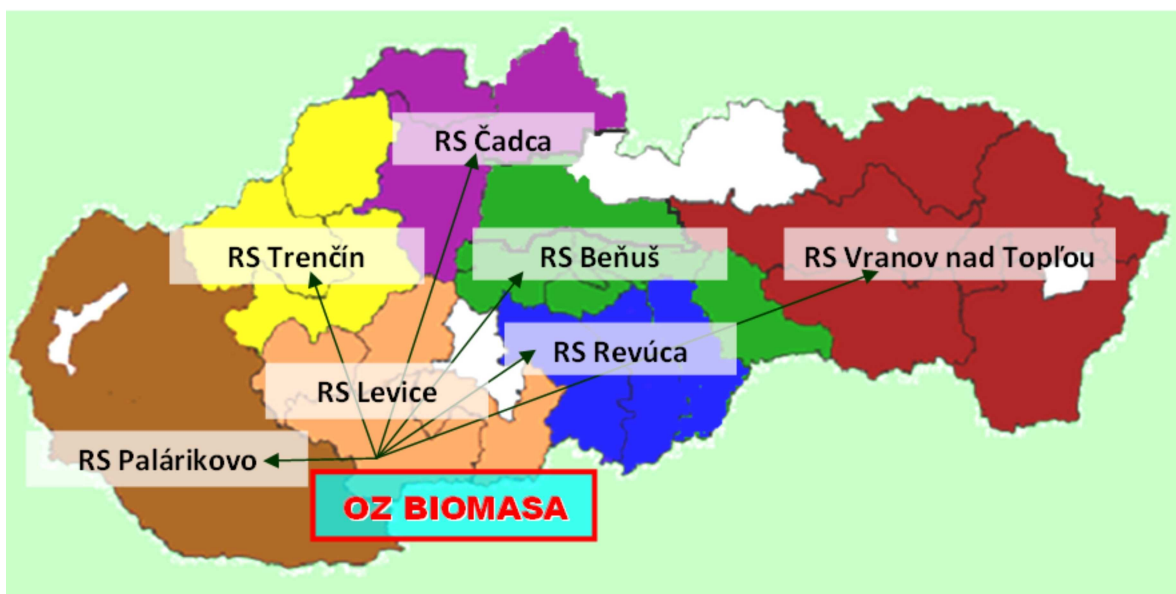 RS Čadca
RS Trenčín
RS Beňuš
RS Vranov nad Topľou
RS Revúca
RS Levice
RS Palárikovo
OZ BIOMASA